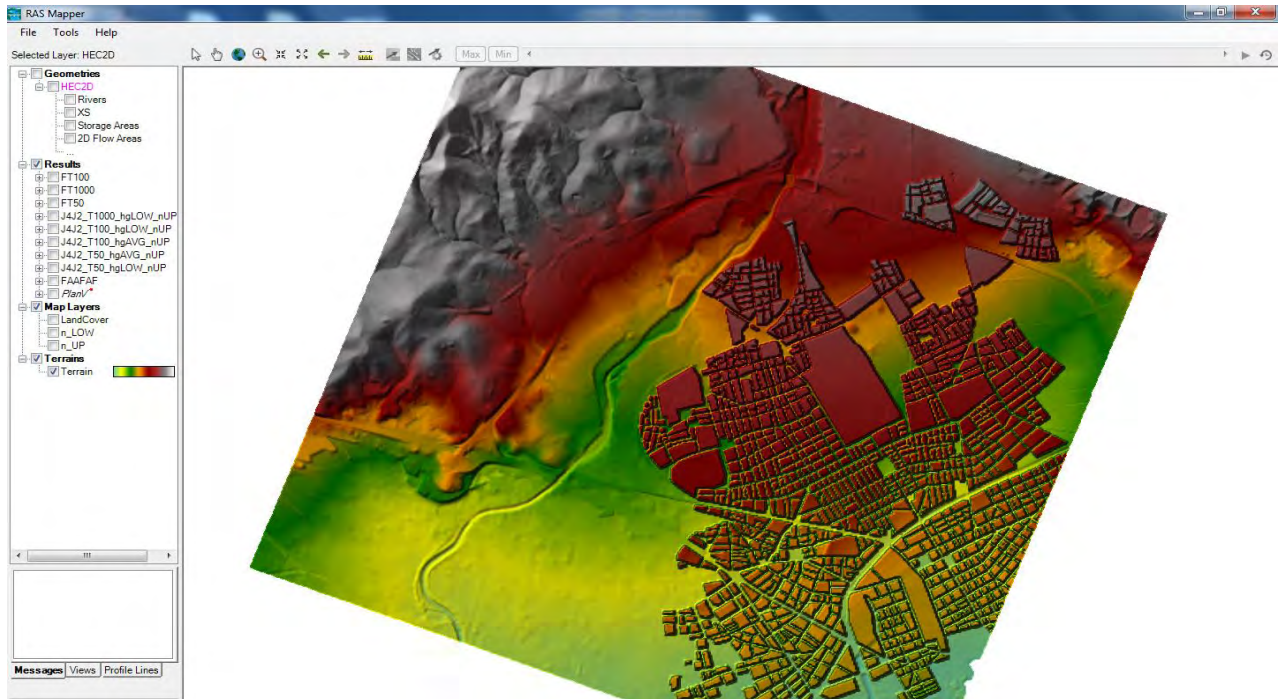 RAS Mapper
File Tools Help
Selected Layer: HEC2D
Max Min
Geometries
HEC2D
Rivers
XS
Storage Areas
2D Flow Areas
...
Results
FT100
FT1000
FT50
J4J2_T1000_hgLOW_nUP
J4J2_T100_hgLOW_nUP
J4J2_T100_hgAVG_nUP
J4J2_T50_hgAVG_nUP
J4J2_T50_hgLOW_nUP
FAAFAF
PlanV
Map Layers
LandCover
n_LOW
n_UP
Terrains
Terrain
Messages Views Profile Lines